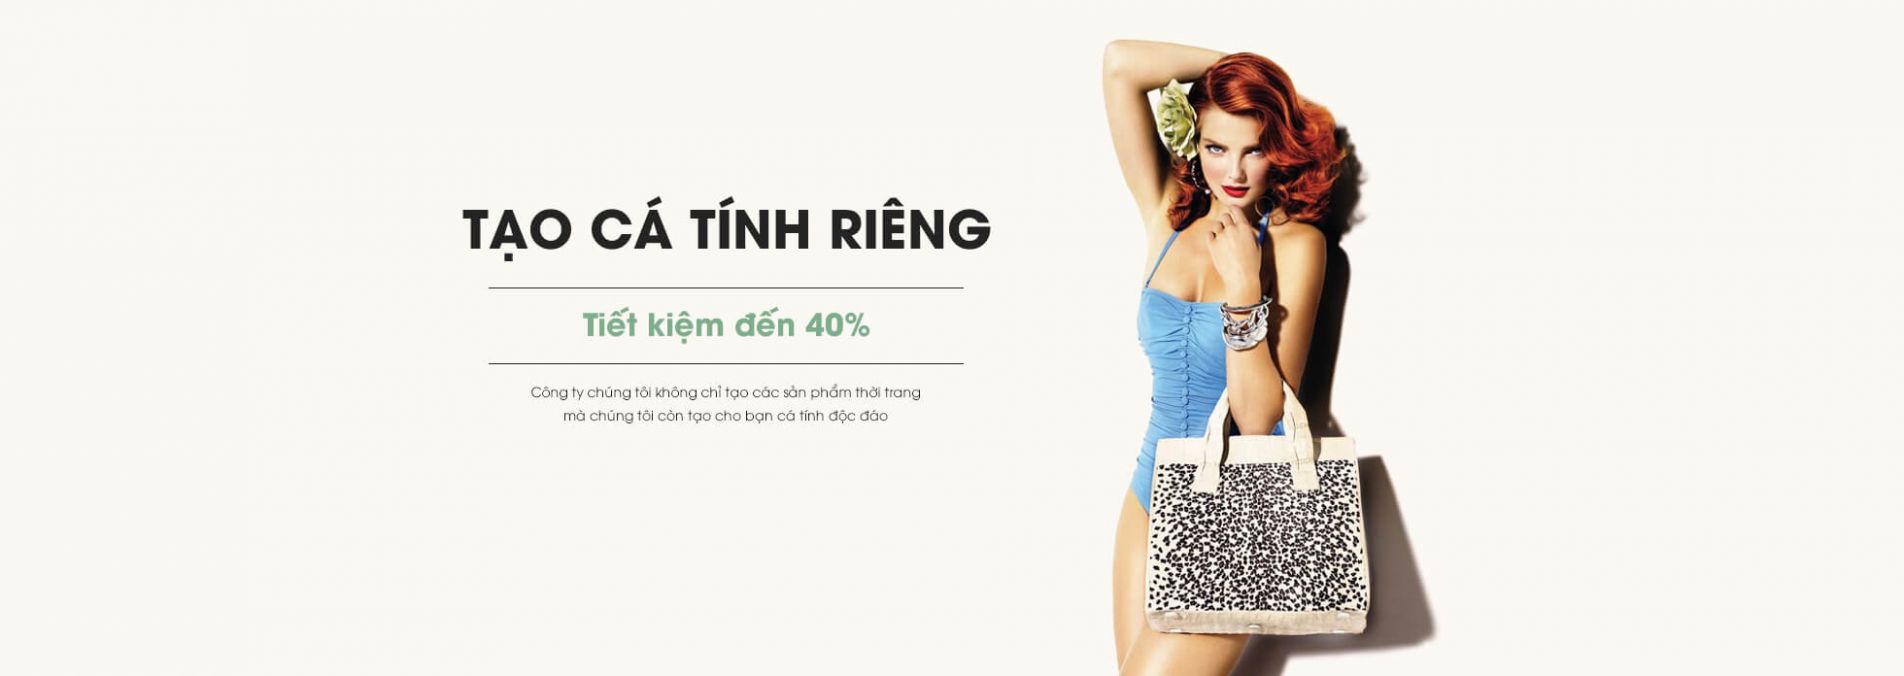 TẠO CÁ TÍNH RIÊNG
Tiết kiệm đến 40%
Công ty chúng tôi không chỉ tạo các sản phẩm thời trang
mà chúng tôi còn tạo cho bạn cá tính độc đáo